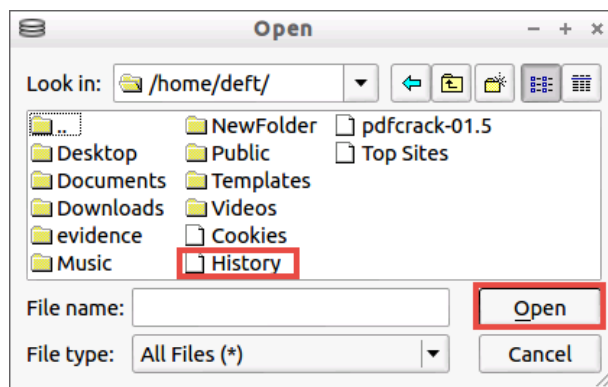 Open
Look in: /home/deft/
.. NewFolder pdfcrack-01.5
Desktop Public Top Sites
Documents Templates
Downloads Videos
evidence Cookies
Music History
File name: Open
File type: All Files (*) Cancel